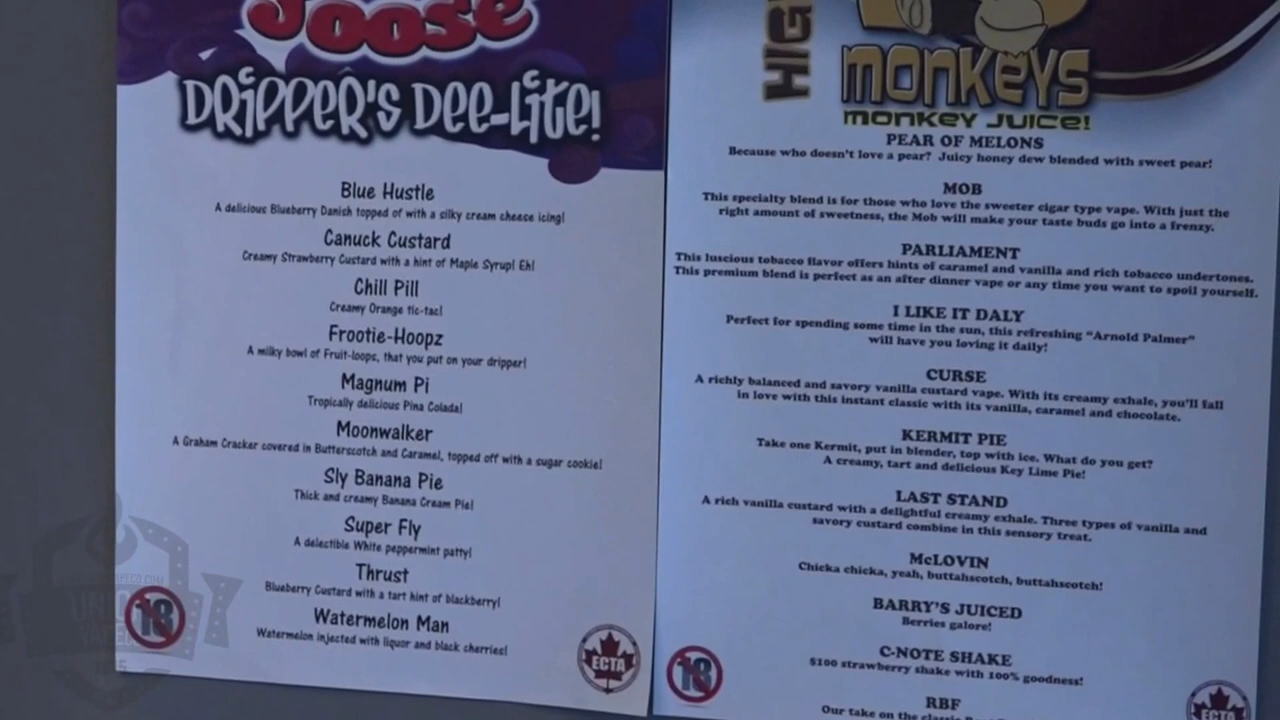 Joose
DRIPPER'S DEE-LITE!
Blue Hustle
A delicious Blueberry Danish topped of with a silky cream cheese icing!
Canuck Custard
Creamy Strawberry Custard with a hint of Maple Syrup! Eh!
Chill Pill
Creamy Orange tic-tac!
Frootie-Hoopz
A milky bowl of Fruit-loops, that you put on your dripper!
Magnum Pi
Tropically delicious Pina Colada!
Moonwalker
A Graham Cracker covered in Butterscotch and Caramel, topped off with a sugar cookie!
Sly Banana Pie
Thick and creamy Banana Cream Pie!
Super Fly
A delectible White peppermint patty!
Thrust
Blueberry Custard with a tart hint of blackberry!
Watermelon Man
Watermelon injected with liquor and black cherries!
18
ECTA
HIG
MONKEYS
MONKEY JUICE!
PEAR OF MELONS
Because who doesn't love a pear? Juicy honey dew blended with sweet pear!
MOB
This specialty blend is for those who love the sweeter cigar type vape. With just the
right amount of sweetness, the Mob will make your taste buds go into a frenzy.
PARLIAMENT
This luscious tobacco flavor offers hints of caramel and vanilla and rich tobacco undertones.
This premium blend is perfect as an after dinner vape or any time you want to spoil yourself.
I LIKE IT DALY
Perfect for spending some time in the sun, this refreshing "Arnold Palmer"
will have you loving it daily!
CURSE
A richly balanced and savory vanilla custard vape. With its creamy exhale, you'll fall
in love with this instant classic with its vanilla, caramel and chocolate.
KERMIT PIE
Take one Kermit, put in blender, top with ice. What do you get?
A creamy, tart and delicious Key Lime Pie!
LAST STAND
A rich vanilla custard with a delightful creamy exhale. Three types of vanilla and
savory custard combine in this sensory treat.
McLOVIN
Chicka chicka, yeah, buttahscotch, buttahscotch!
BARRY'S JUICED
Berries galore!
C-NOTE SHAKE
$100 strawberry shake with 100% goodness!
RBF
Our take on the classic
18
ECTA